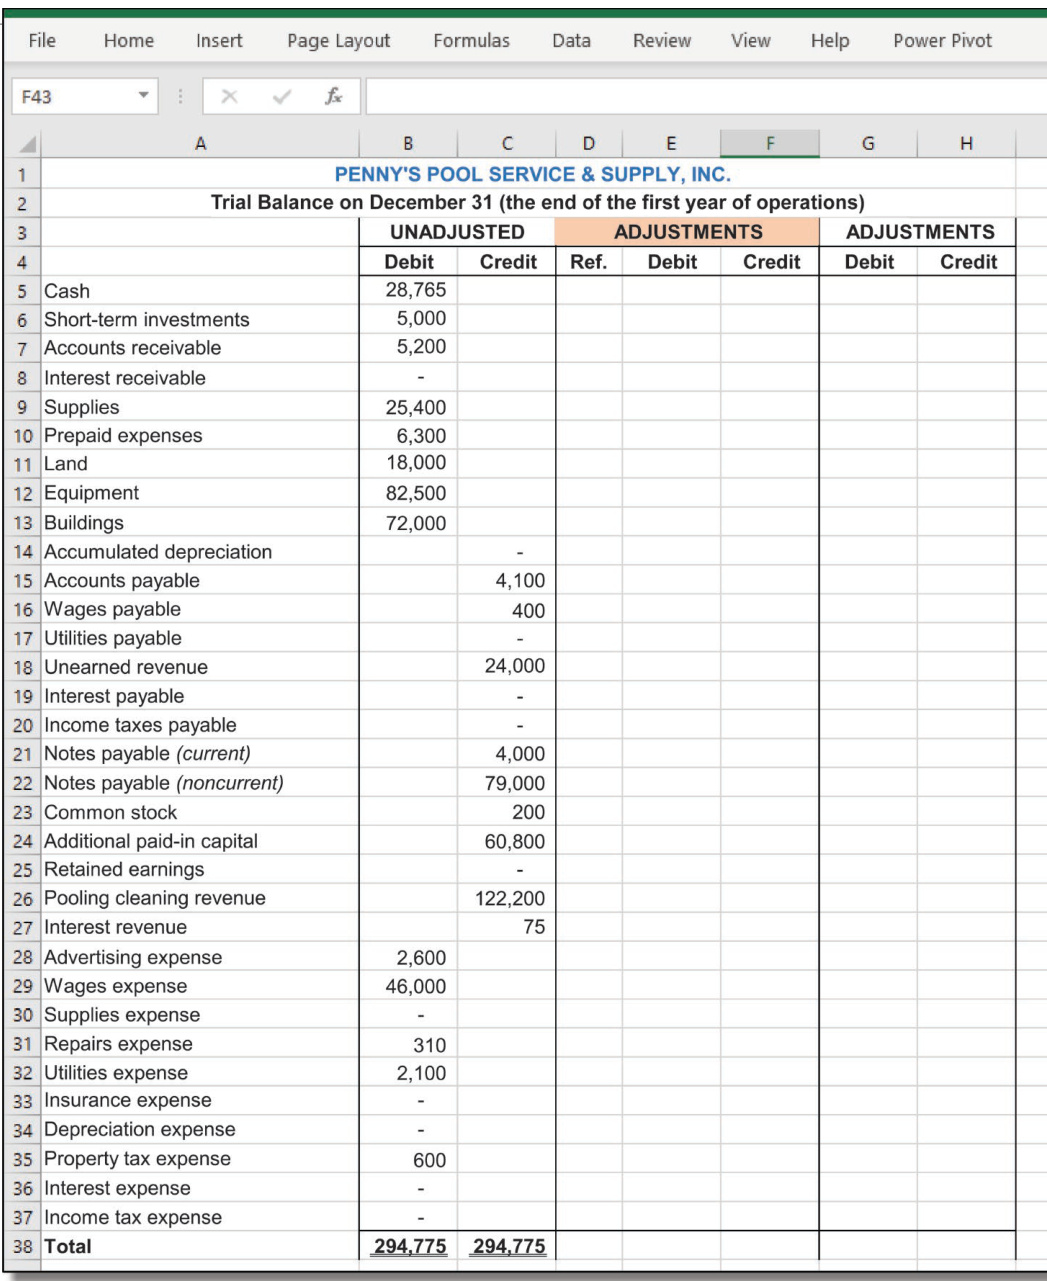 File Home Insert Page Layout Formulas Data Review View Help Power Pivot
F43 fx
A B C D E F G H
1 PENNY'S POOL SERVICE & SUPPLY, INC.
2 Trial Balance on December 31 (the end of the first year of operations)
3 UNADJUSTED ADJUSTMENTS ADJUSTMENTS
4 Debit Credit Ref. Debit Credit Debit Credit
5 Cash 28,765
6 Short-term investments 5,000
7 Accounts receivable 5,200
8 Interest receivable -
9 Supplies 25,400
10 Prepaid expenses 6,300
11 Land 18,000
12 Equipment 82,500
13 Buildings 72,000
14 Accumulated depreciation -
15 Accounts payable 4,100
16 Wages payable 400
17 Utilities payable -
18 Unearned revenue 24,000
19 Interest payable -
20 Income taxes payable -
21 Notes payable (current) 4,000
22 Notes payable (noncurrent) 79,000
23 Common stock 200
24 Additional paid-in capital 60,800
25 Retained earnings -
26 Pooling cleaning revenue 122,200
27 Interest revenue 75
28 Advertising expense 2,600
29 Wages expense 46,000
30 Supplies expense -
31 Repairs expense 310
32 Utilities expense 2,100
33 Insurance expense -
34 Depreciation expense -
35 Property tax expense 600
36 Interest expense -
37 Income tax expense -
38 Total 294,775 294,775